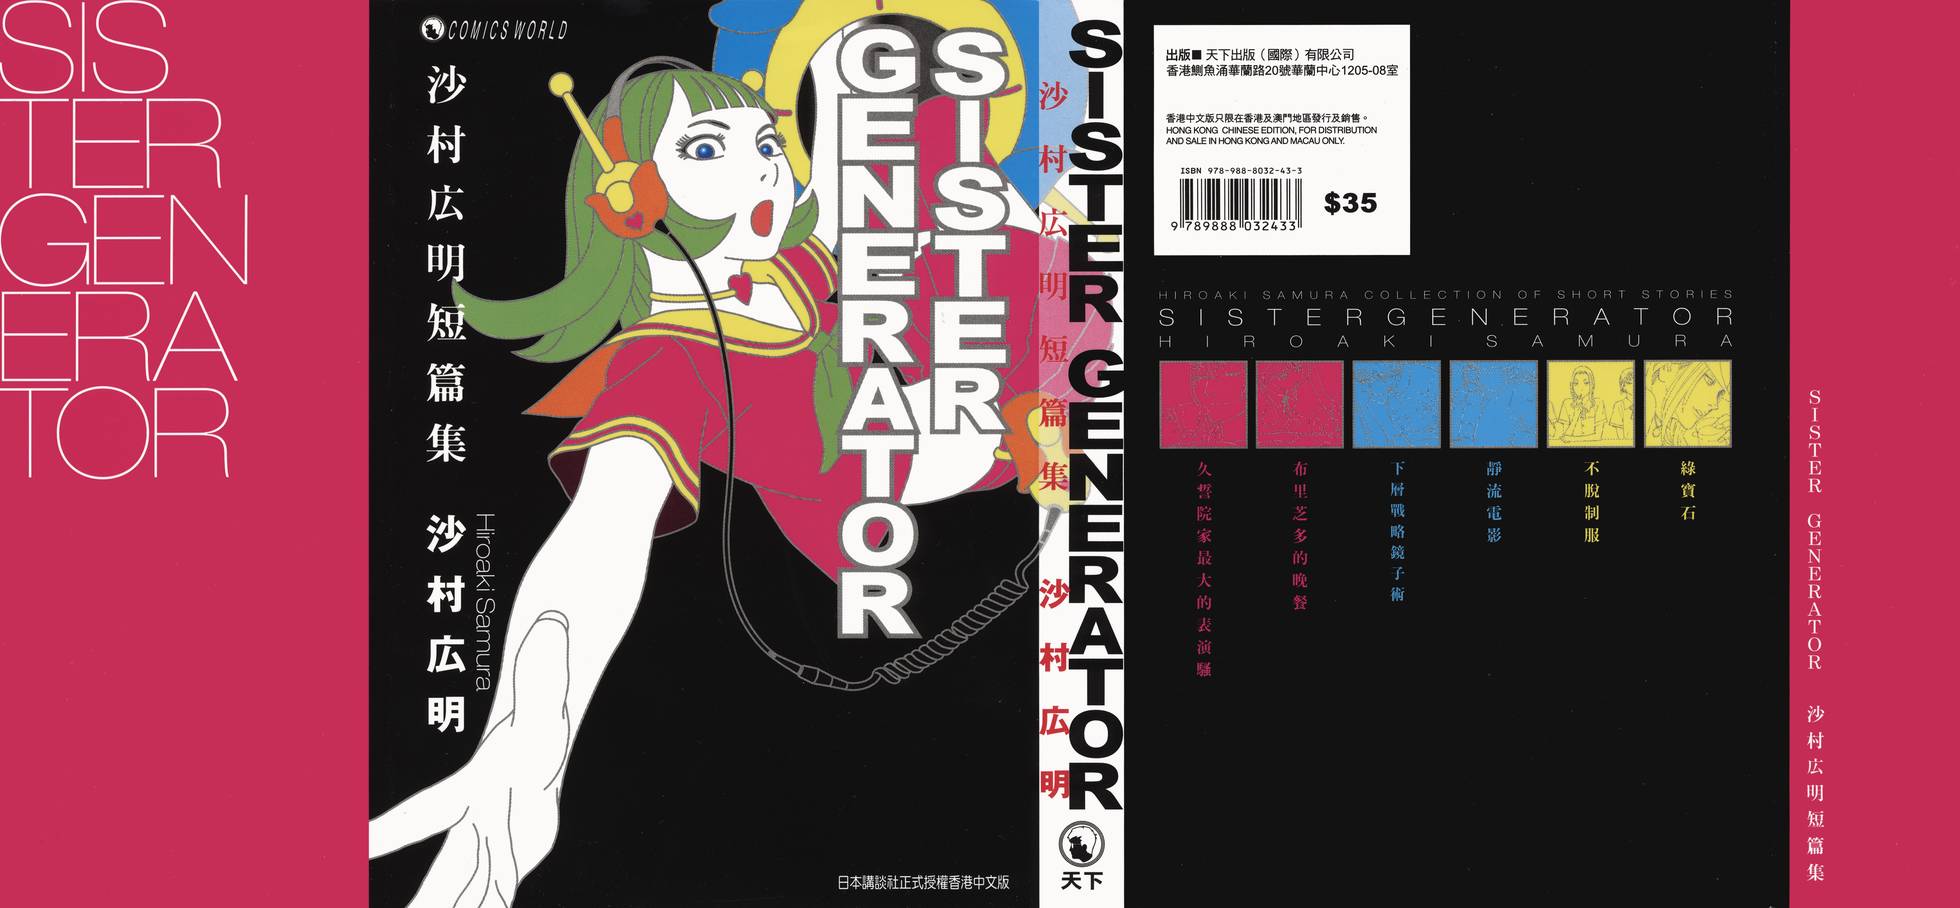 SIS
TER
GEN
ERA
TOR
COMICS WORLD
沙村広明短篇集
沙村広明
Hiroaki Samura
SISTER
GENERATOR
日本講談社正式授權香港中文版
沙村広明短篇集
沙村広明
SISTER GENERATOR
天下
出版■ 天下出版（國際）有限公司
香港鰂魚涌華蘭路20號華蘭中心1205-08室
香港中文版只限在香港及澳門地區發行及銷售。
HONG KONG CHINESE EDITION, FOR DISTRIBUTION
AND SALE IN HONG KONG AND MACAU ONLY.
ISBN 978-988-8032-43-3
9 789888 032433
$35
HIROAKI SAMURA COLLECTION OF SHORT STORIES
SISTERGENERATOR
HIROAKI SAMURA
綠寶石
不脫制服
靜流電影
下層戰略鏡子術
布里芝多的晚餐
久誓院家最大的表演騷
SISTER GENERATOR 沙村広明短篇集